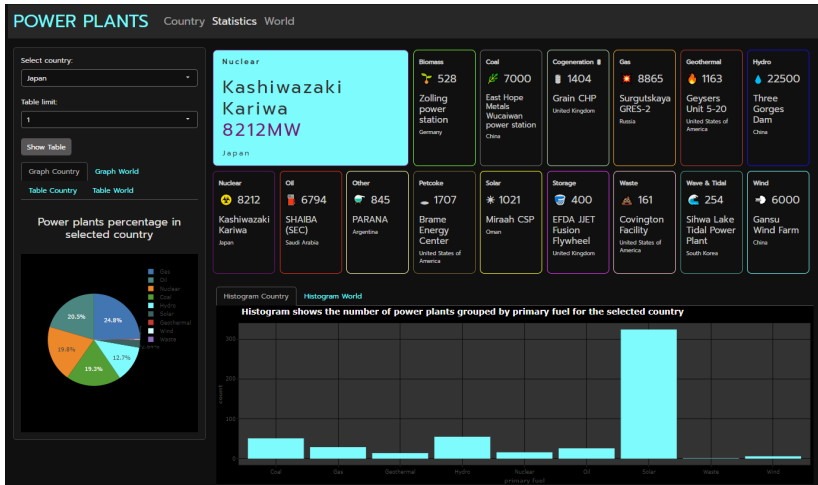 POWER PLANTS Country Statistics World
Select country:
Japan
Table limit:
1
Show Table
Graph Country Graph World
Table Country Table World
Power plants percentage in
selected country
Gas
Oil
Nuclear
Coal
Hydro
Solar
Geothermal
Wind
Waste
24.8%
20.5%
19.8%
19.3%
12.7%
Nuclear
Kashiwazaki
Kariwa
8212MW
Japan
Biomass
528
Zolling
power
station
Germany
Coal
7000
East Hope
Metals
Wucaiwan
power station
China
Cogeneration
1404
Grain CHP
United Kingdom
Gas
8865
Surgutskaya
GRES-2
Russia
Geothermal
1163
Geysers
Unit 5-20
United States of
America
Hydro
22500
Three
Gorges
Dam
China
Nuclear
8212
Kashiwazaki
Kariwa
Japan
Oil
6794
SHAIBA
(SEC)
Saudi Arabia
Other
845
PARANA
Argentina
Petcoke
1707
Brame
Energy
Center
United States of
America
Solar
1021
Miraah CSP
Oman
Storage
400
EFDA JJET
Fusion
Flywheel
United Kingdom
Waste
161
Covington
Facility
United States of
America
Wave & Tidal
254
Sihwa Lake
Tidal Power
Plant
South Korea
Wind
6000
Gansu
Wind Farm
China
Histogram Country Histogram World
Histogram shows the number of power plants grouped by primary fuel for the selected country
count
300
200
100
0
Coal Gas Geothermal Hydro Nuclear Oil Solar Waste Wind
primary fuel